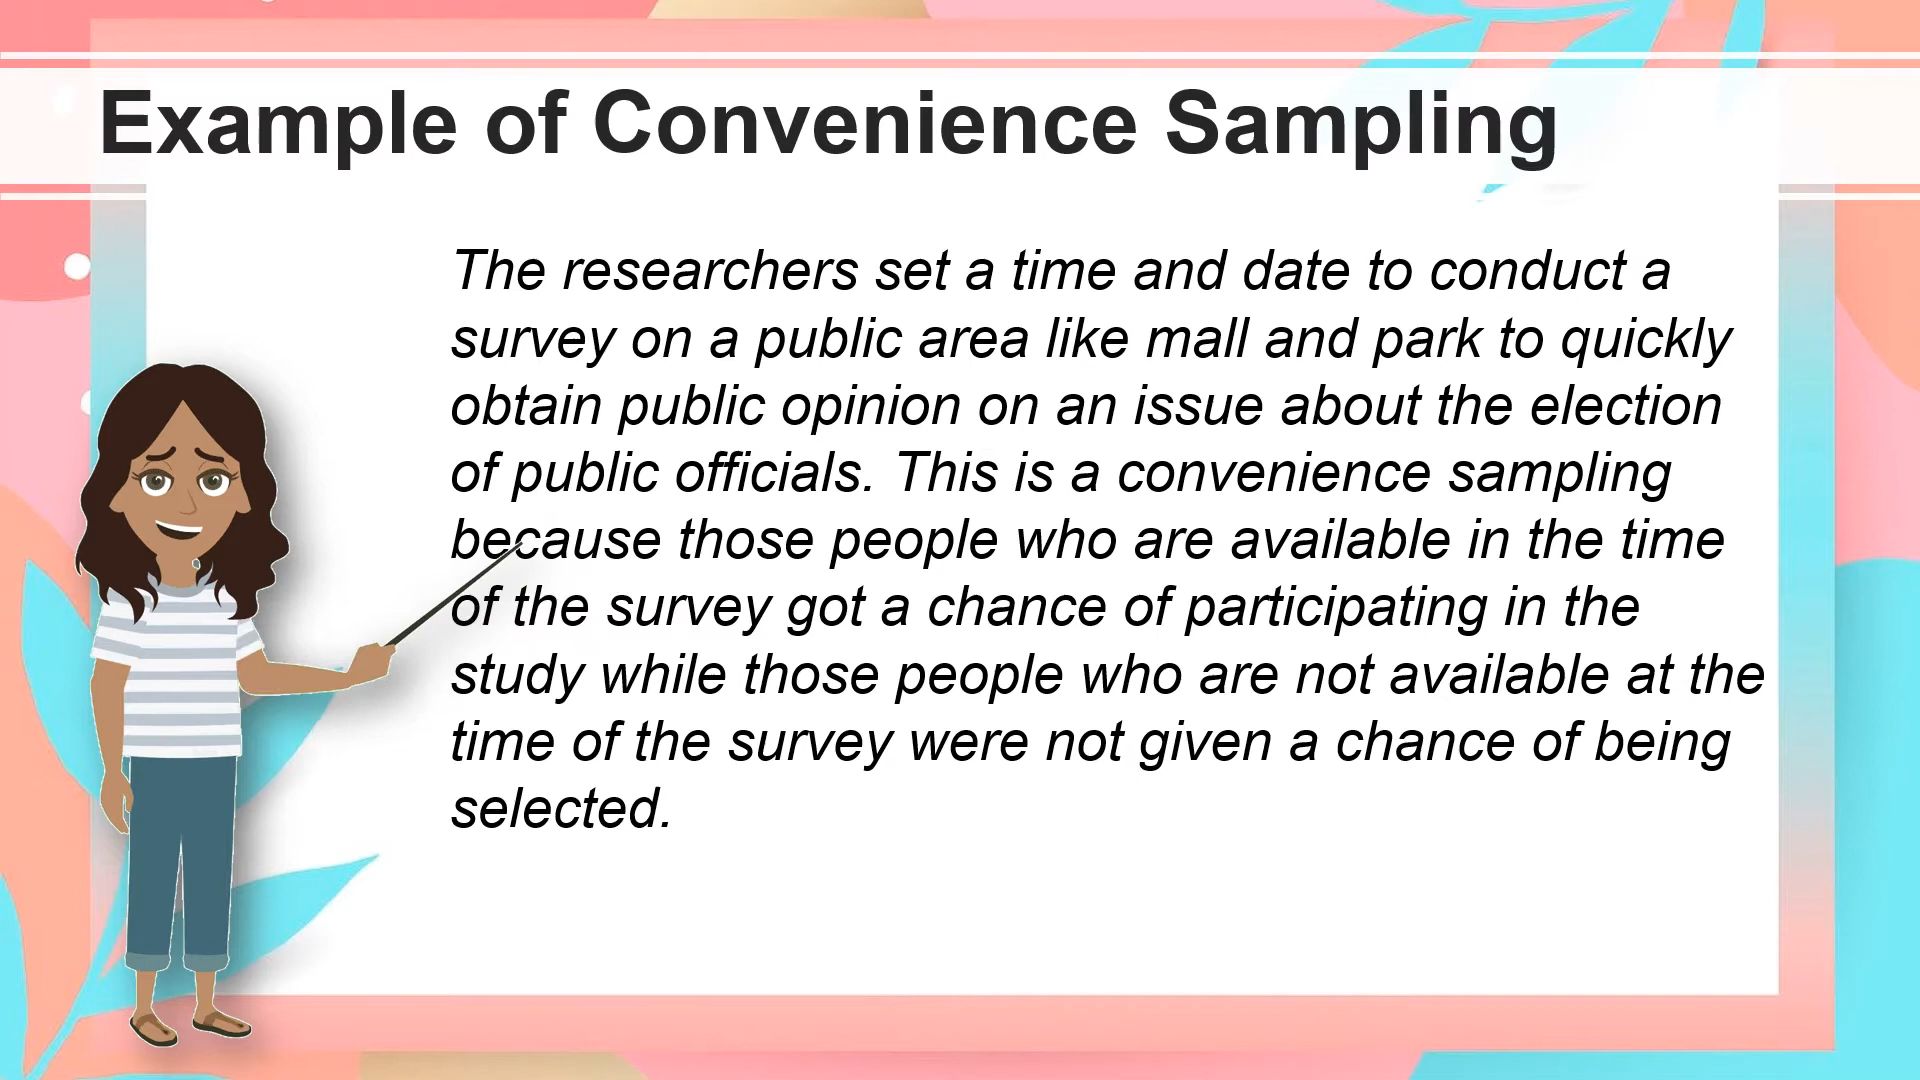 Example of Convenience Sampling
The researchers set a time and date to conduct a
survey on a public area like mall and park to quickly
obtain public opinion on an issue about the election
of public officials. This is a convenience sampling
because those people who are available in the time
of the survey got a chance of participating in the
study while those people who are not available at the
time of the survey were not given a chance of being
selected.